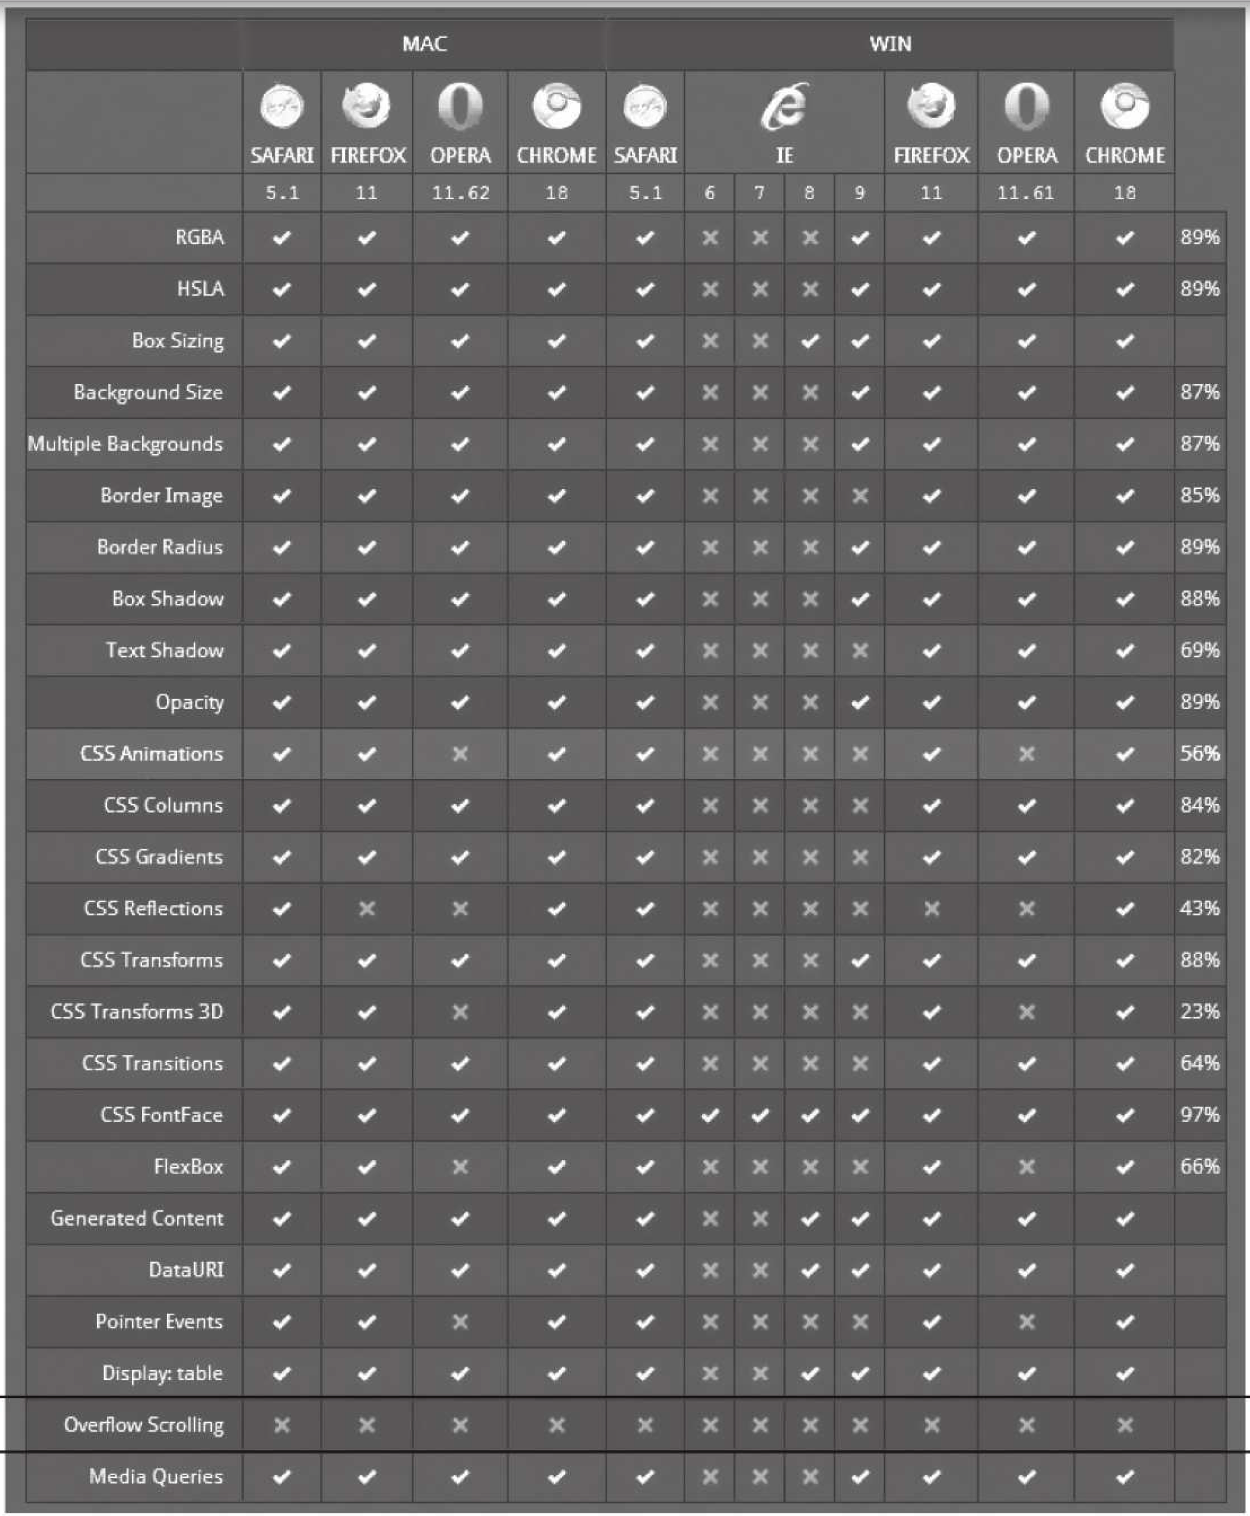 MAC WIN
SAFARI FIREFOX OPERA CHROME SAFARI IE FIREFOX OPERA CHROME
5.1 11 11.62 18 5.1 6 7 8 9 11 11.61 18
RGBA 89%
HSLA 89%
Box Sizing
Background Size 87%
Multiple Backgrounds 87%
Border Image 85%
Border Radius 89%
Box Shadow 88%
Text Shadow 69%
Opacity 89%
CSS Animations 56%
CSS Columns 84%
CSS Gradients 82%
CSS Reflections 43%
CSS Transforms 88%
CSS Transforms 3D 23%
CSS Transitions 64%
CSS FontFace 97%
FlexBox 66%
Generated Content
DataURI
Pointer Events
Display: table
Overflow Scrolling
Media Queries